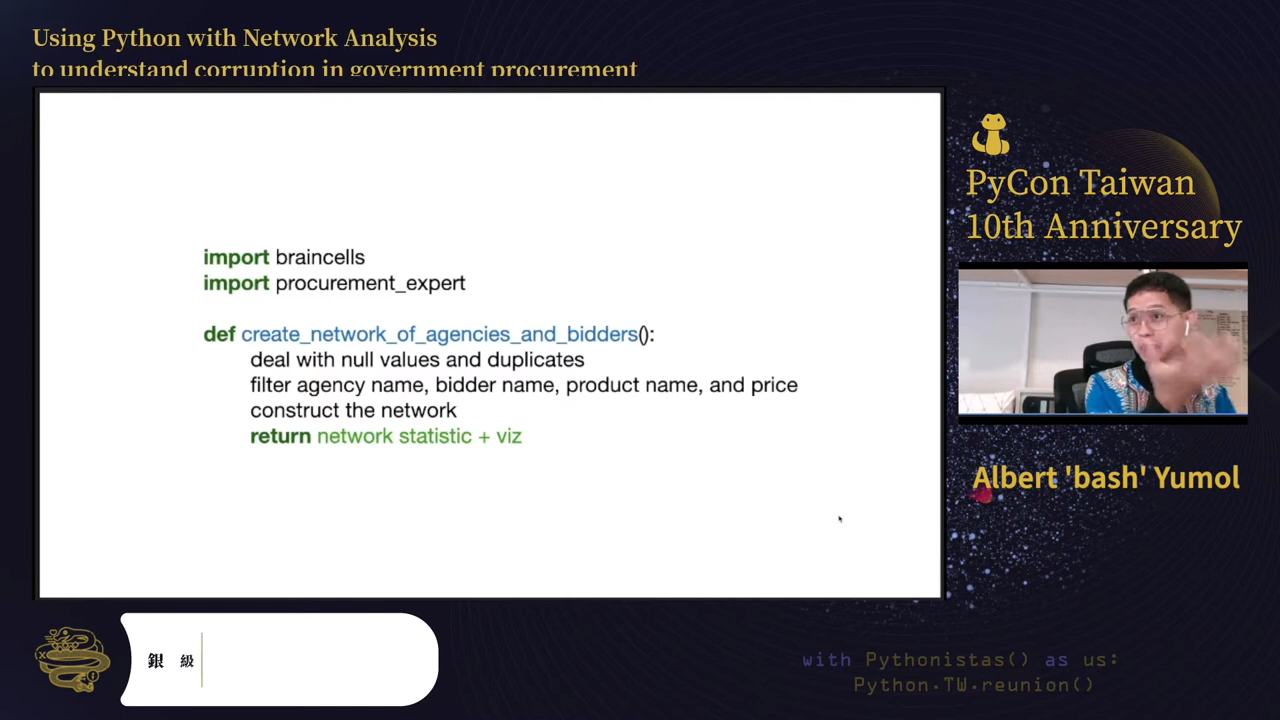 Using Python with Network Analysis
to understand corruption in government procurement
import braincells
import procurement_expert
def create_network_of_agencies_and_bidders():
deal with null values and duplicates
filter agency name, bidder name, product name, and price
construct the network
return network statistic + viz
PyCon Taiwan
10th Anniversary
Albert 'bash' Yumol
銀 級
with Pythonistas() as us:
Python.TW.reunion()